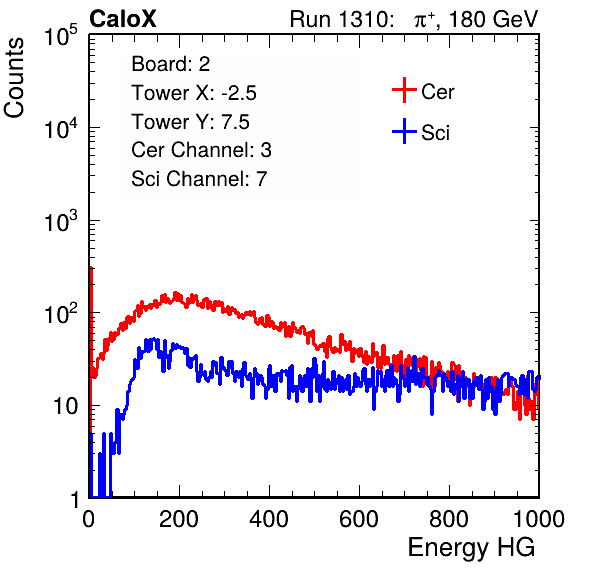 CaloX Run 1310: π⁺, 180 GeV
Counts
10⁵
10⁴
10³
10²
10
1
Board: 2
Tower X: -2.5
Tower Y: 7.5
Cer Channel: 3
Sci Channel: 7
Cer
Sci
0 200 400 600 800 1000
Energy HG